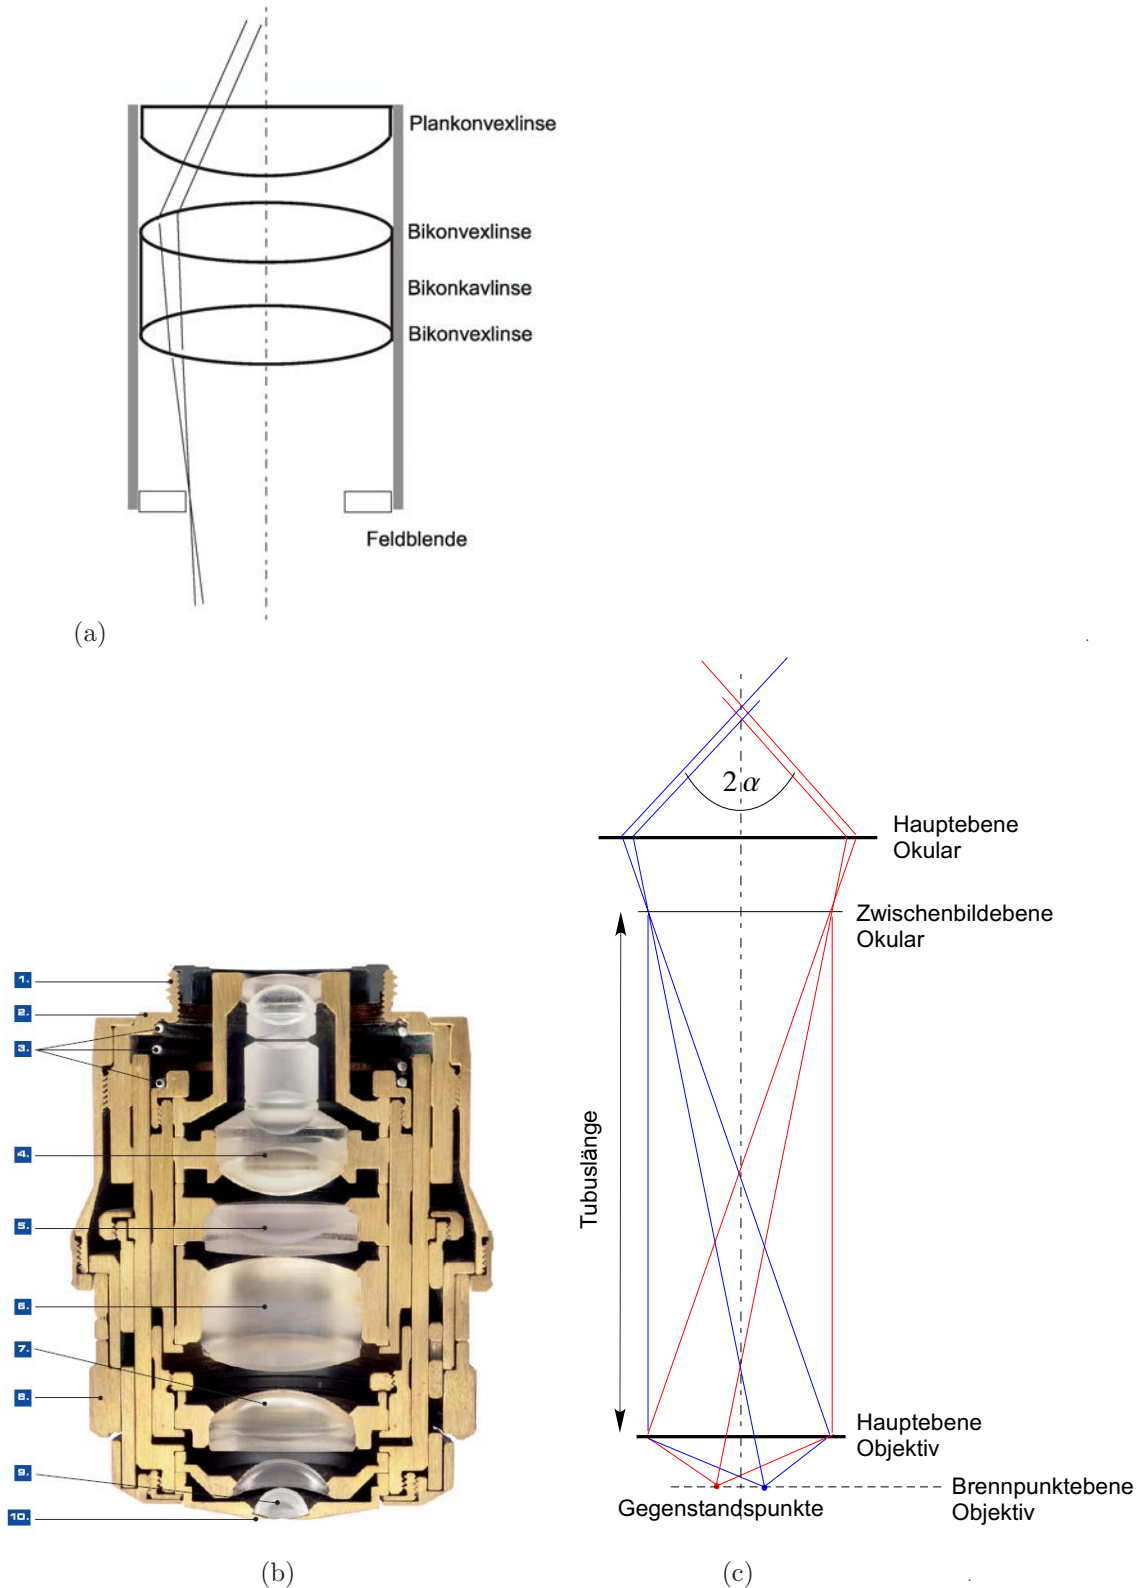 Plankonvexlinse
Bikonvexlinse
Bikonkavlinse
Bikonvexlinse
Feldblende
(a)
1.
2.
3.
4.
5.
6.
7.
8.
9.
10.
(b)
2 α
Hauptebene
Okular
Zwischenbildebene
Okular
Tubuslänge
Hauptebene
Objektiv
Brennpunktebene
Objektiv
Gegenstandspunkte
(c)